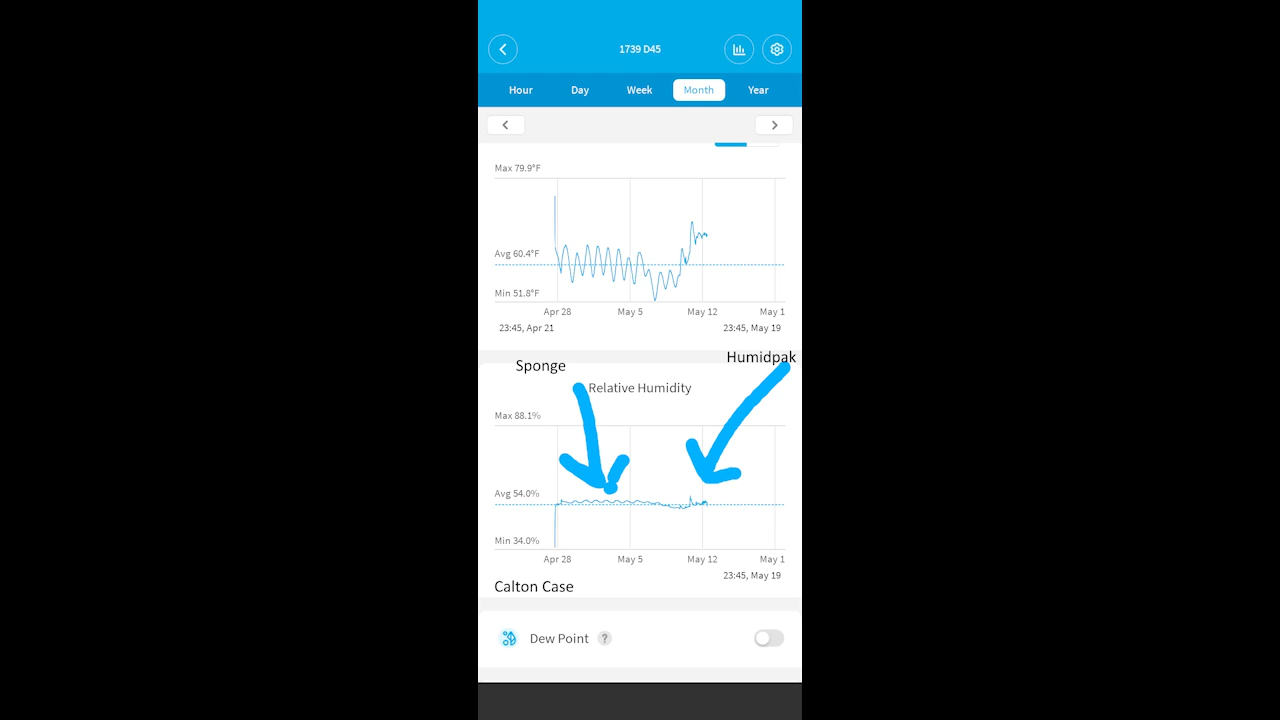 1739 D45
Hour Day Week Month Year
Max 79.9°F
Avg 60.4°F
Min 51.8°F
Apr 28 May 5 May 12 May 1
23:45, Apr 21 23:45, May 19
Sponge Humidpak
Relative Humidity
Max 88.1%
Avg 54.0%
Min 34.0%
Apr 28 May 5 May 12 May 1
23:45, May 19
Calton Case
Dew Point ?